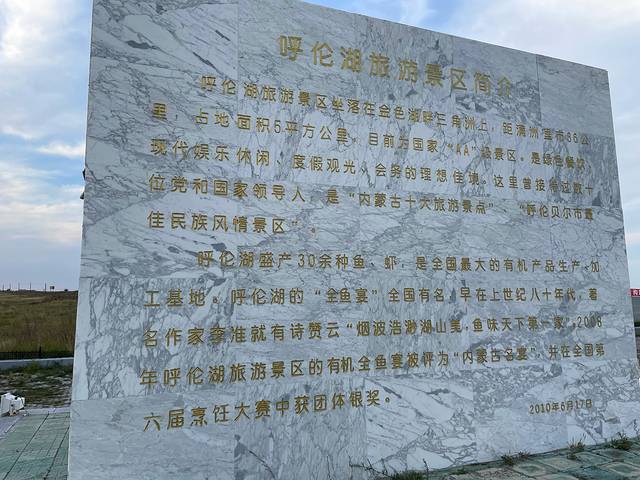 呼伦湖旅游景区简介
呼伦湖旅游景区坐落在金色湖畔三角洲上，距满洲里市36公
里，占地面积5平方公里，目前为国家“AA”级景区。是绿色餐饮、
现代娱乐休闲、度假观光、会务的理想佳境。这里曾接待过数十
位党和国家领导人，是“内蒙古十大旅游景点”、“呼伦贝尔市最
佳民族风情景区”。
呼伦湖盛产30余种鱼、虾，是全国最大的有机产品生产、加
工基地。呼伦湖的“全鱼宴”全国有名，早在上世纪八十年代，著
名作家李准就有诗赞云“烟波浩渺湖山美，鱼味天下第一家”。2008
年呼伦湖旅游景区的有机全鱼宴被评为“内蒙古名宴”，并在全国第
六届烹饪大赛中获团体银奖。
2010年6月17日